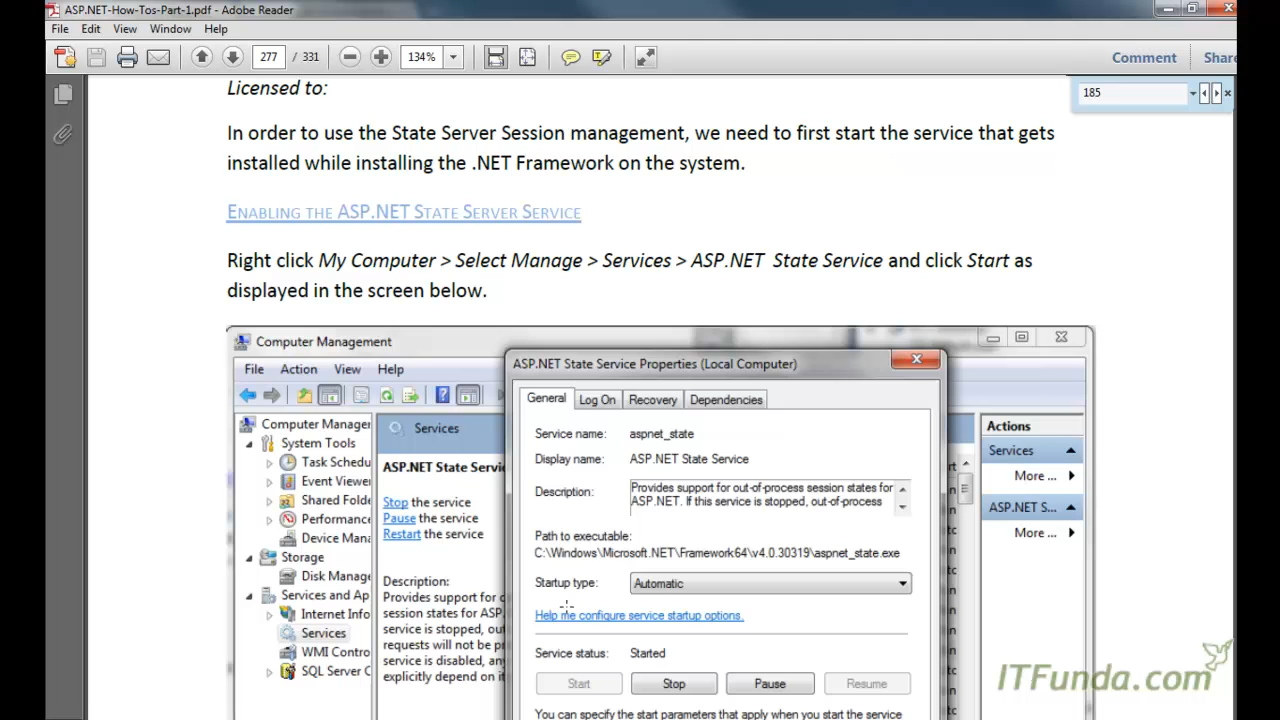 ASP.NET-How-Tos-Part-1.pdf - Adobe Reader
File Edit View Window Help
277 / 331 134% Comment Share
185
Licensed to:
In order to use the State Server Session management, we need to first start the service that gets
installed while installing the .NET Framework on the system.
ENABLING THE ASP.NET STATE SERVER SERVICE
Right click My Computer > Select Manage > Services > ASP.NET State Service and click Start as
displayed in the screen below.
Computer Management
File Action View Help
Computer Manager
System Tools
Task Schedu
Event Viewer
Shared Folde
Performance
Device Mana
Storage
Disk Manage
Services and Ap
Internet Info
Services
WMI Contro
SQL Server C
Services
ASP.NET State Servic
Stop the service
Pause the service
Restart the service
Description:
Provides support for o
session states for ASP.
service is stopped, out
requests will not be pr
service is disabled, any
explicitly depend on it
ASP.NET State Service Properties (Local Computer)
General Log On Recovery Dependencies
Service name: aspnet_state
Display name: ASP.NET State Service
Description: Provides support for out-of-process session states for
ASP.NET. If this service is stopped, out-of-process
Path to executable:
C:\Windows\Microsoft.NET\Framework64\v4.0.30319\aspnet_state.exe
Startup type: Automatic
Help me configure service startup options.
Service status: Started
Start Stop Pause Resume
You can specify the start parameters that apply when you start the service
Actions
Services
More ...
ASP.NET S...
More ...
ITFunda.com